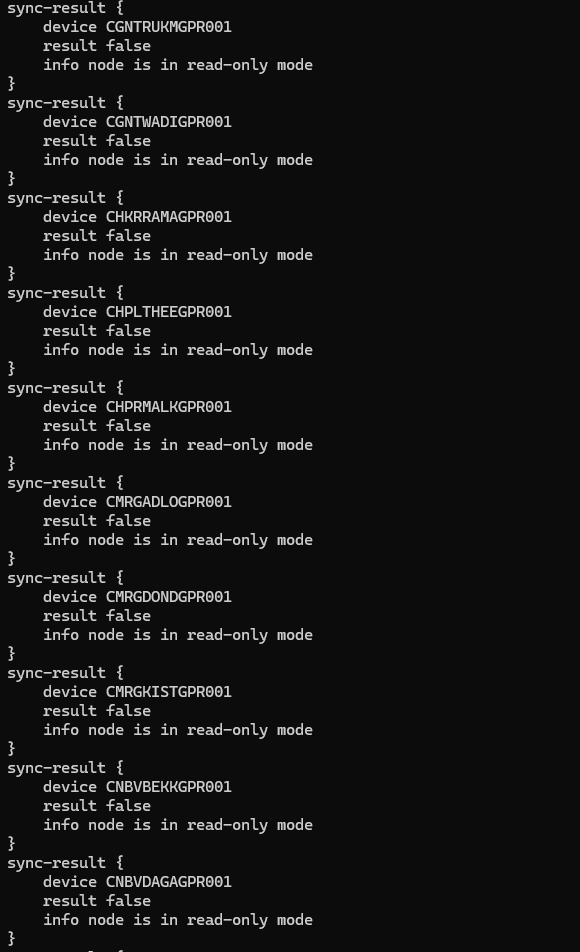 sync-result {
    device CGNTRUKMGPR001
    result false
    info node is in read-only mode
}
sync-result {
    device CGNTWADIGPR001
    result false
    info node is in read-only mode
}
sync-result {
    device CHKRRAMAGPR001
    result false
    info node is in read-only mode
}
sync-result {
    device CHPLTHEEGPR001
    result false
    info node is in read-only mode
}
sync-result {
    device CHPRMALKGPR001
    result false
    info node is in read-only mode
}
sync-result {
    device CMRGADLOGPR001
    result false
    info node is in read-only mode
}
sync-result {
    device CMRGDONDGPR001
    result false
    info node is in read-only mode
}
sync-result {
    device CMRGKISTGPR001
    result false
    info node is in read-only mode
}
sync-result {
    device CNBVBEKKGPR001
    result false
    info node is in read-only mode
}
sync-result {
    device CNBVDAGAGPR001
    result false
    info node is in read-only mode
}